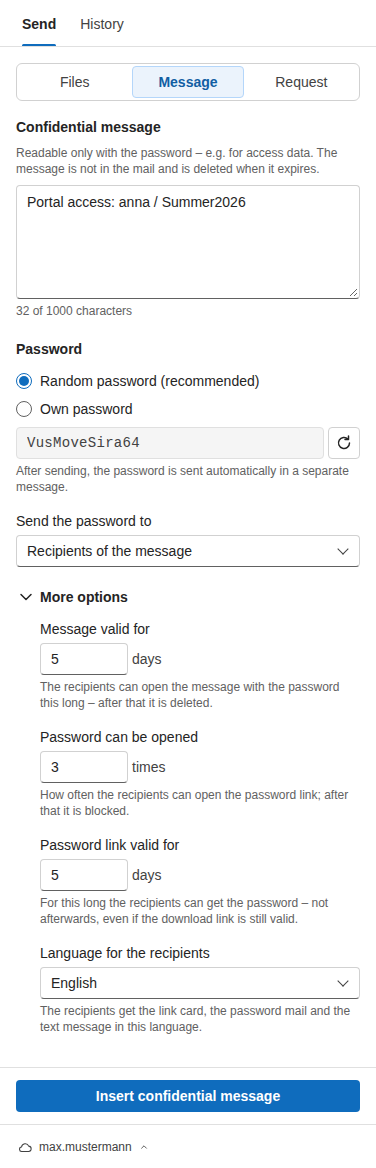 Send History
Files Message Request
Confidential message
Readable only with the password – e.g. for access data. The
message is not in the mail and is deleted when it expires.
Portal access: anna / Summer2026
32 of 1000 characters
Password
Random password (recommended)
Own password
VusMoveSira64
After sending, the password is sent automatically in a separate
message.
Send the password to
Recipients of the message
More options
Message valid for
5 days
The recipients can open the message with the password
this long – after that it is deleted.
Password can be opened
3 times
How often the recipients can open the password link; after
that it is blocked.
Password link valid for
5 days
For this long the recipients can get the password – not
afterwards, even if the download link is still valid.
Language for the recipients
English
The recipients get the link card, the password mail and the
text message in this language.
Insert confidential message
max.mustermann